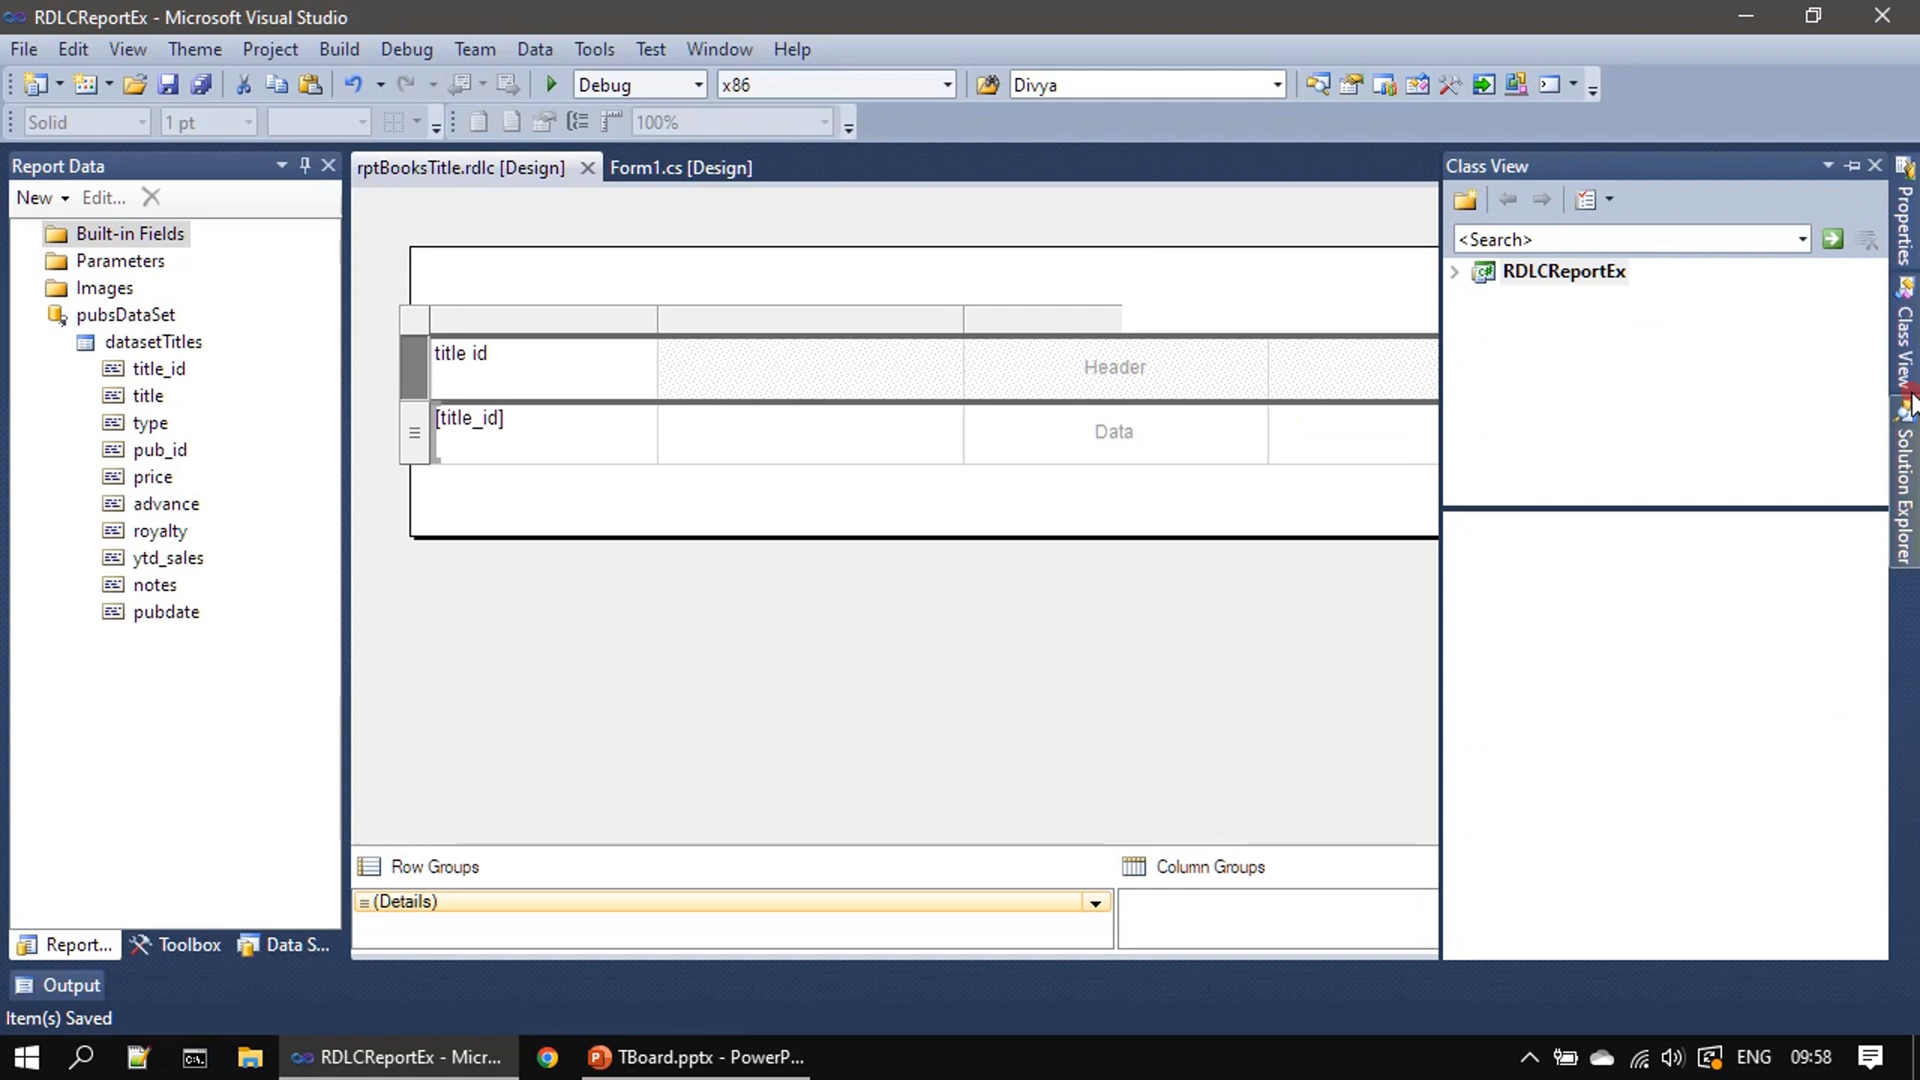 RDLCReportEx - Microsoft Visual Studio
File Edit View Theme Project Build Debug Team Data Tools Test Window Help
Debug x86 Divya
Solid 1 pt 100%
Report Data
New Edit...
Built-in Fields
Parameters
Images
pubsDataSet
datasetTitles
title_id
title
type
pub_id
price
advance
royalty
ytd_sales
notes
pubdate
Report... Toolbox Data S...
rptBooksTitle.rdlc [Design] Form1.cs [Design]
title id
Header
[title_id]
Data
Row Groups
Column Groups
(Details)
Class View
<Search>
RDLCReportEx
Properties
Class View
Solution Explorer
Output
Item(s) Saved
RDLCReportEx - Micr...
TBoard.pptx - PowerP...
ENG 09:58